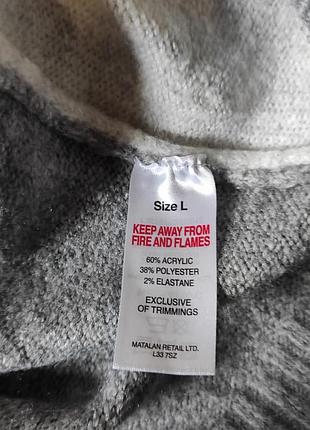 Size L
KEEP AWAY FROM
FIRE AND FLAMES
60% ACRYLIC
38% POLYESTER
2% ELASTANE
EXCLUSIVE
OF TRIMMINGS
MATALAN RETAIL LTD.
L33 7SZ